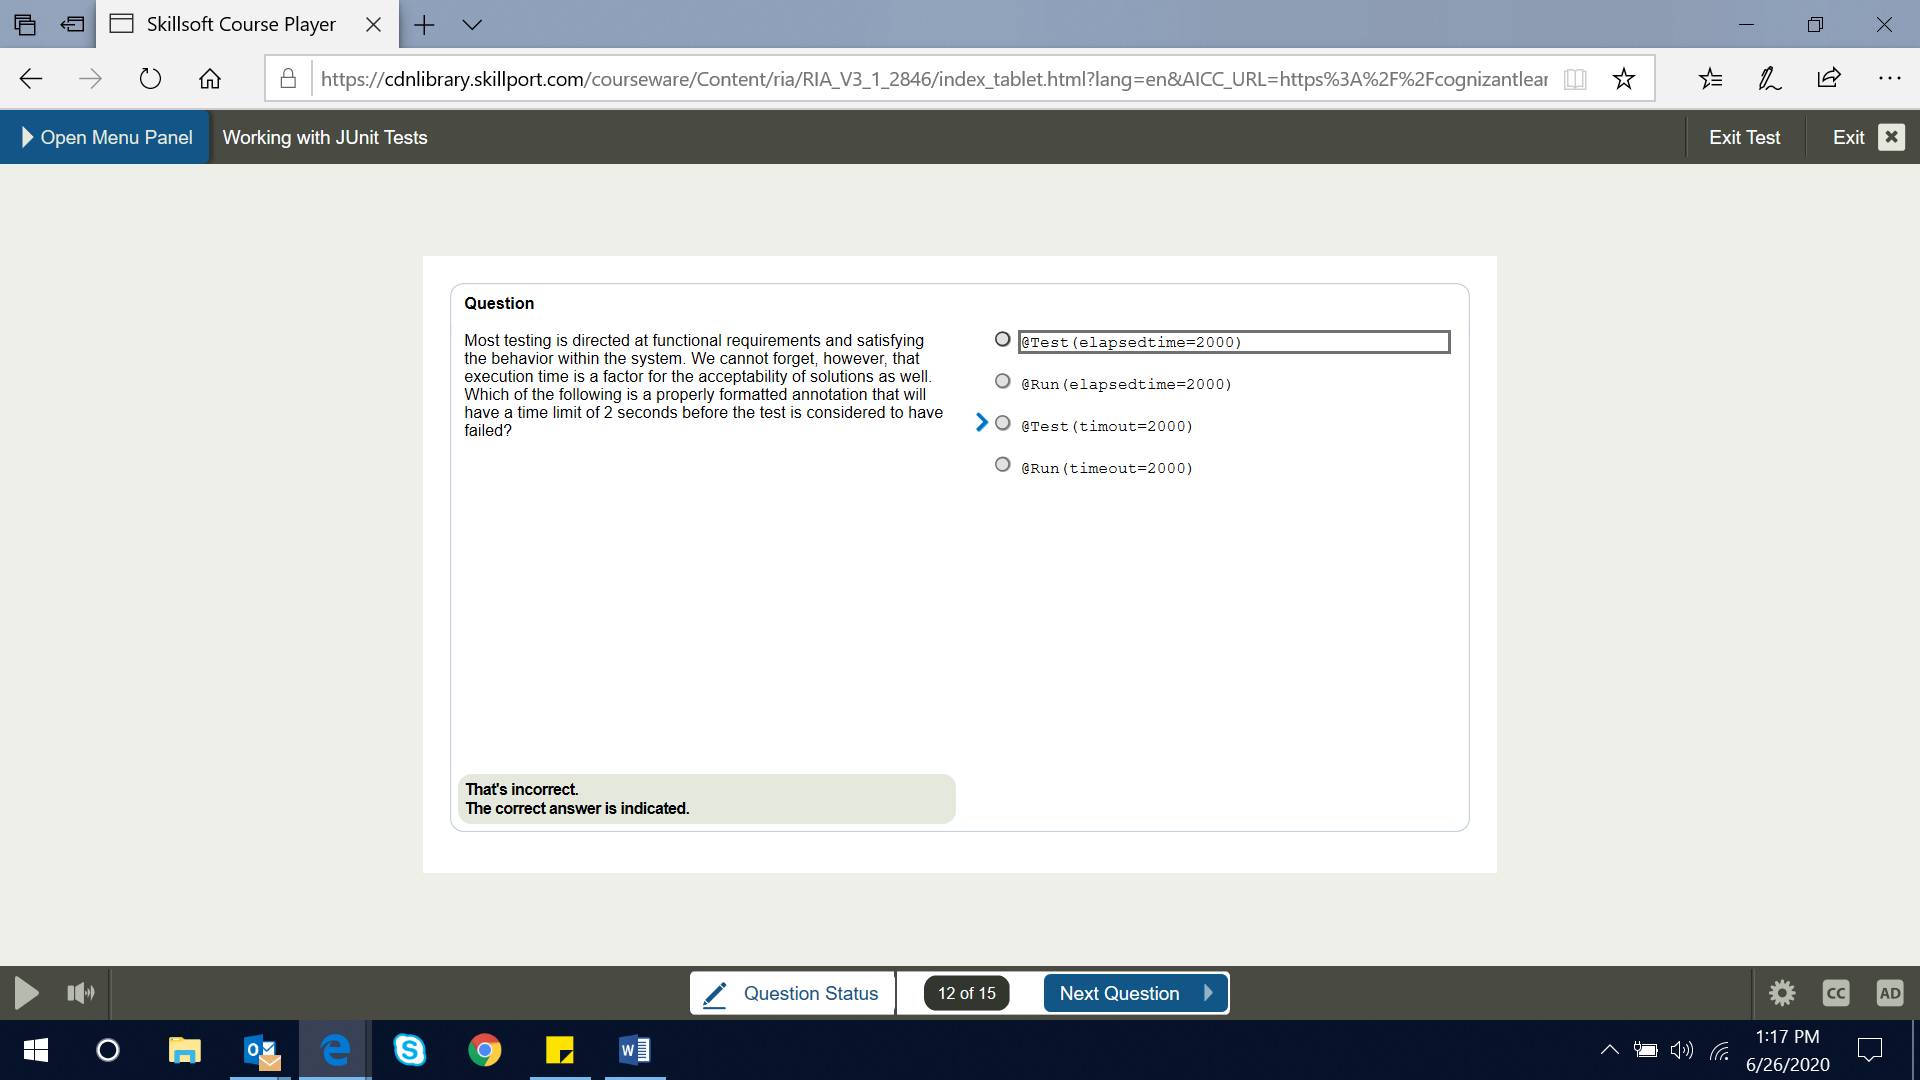 Skillsoft Course Player
https://cdnlibrary.skillport.com/courseware/Content/ria/RIA_V3_1_2846/index_tablet.html?lang=en&AICC_URL=https%3A%2F%2Fcognizantlear
Open Menu Panel
Working with JUnit Tests
Exit Test
Exit
Question
Most testing is directed at functional requirements and satisfying
the behavior within the system. We cannot forget, however, that
execution time is a factor for the acceptability of solutions as well.
Which of the following is a properly formatted annotation that will
have a time limit of 2 seconds before the test is considered to have
failed?
@Test(elapsedtime=2000)
@Run(elapsedtime=2000)
@Test(timout=2000)
@Run(timeout=2000)
That's incorrect.
The correct answer is indicated.
Question Status
12 of 15
Next Question
CC
AD
1:17 PM
6/26/2020